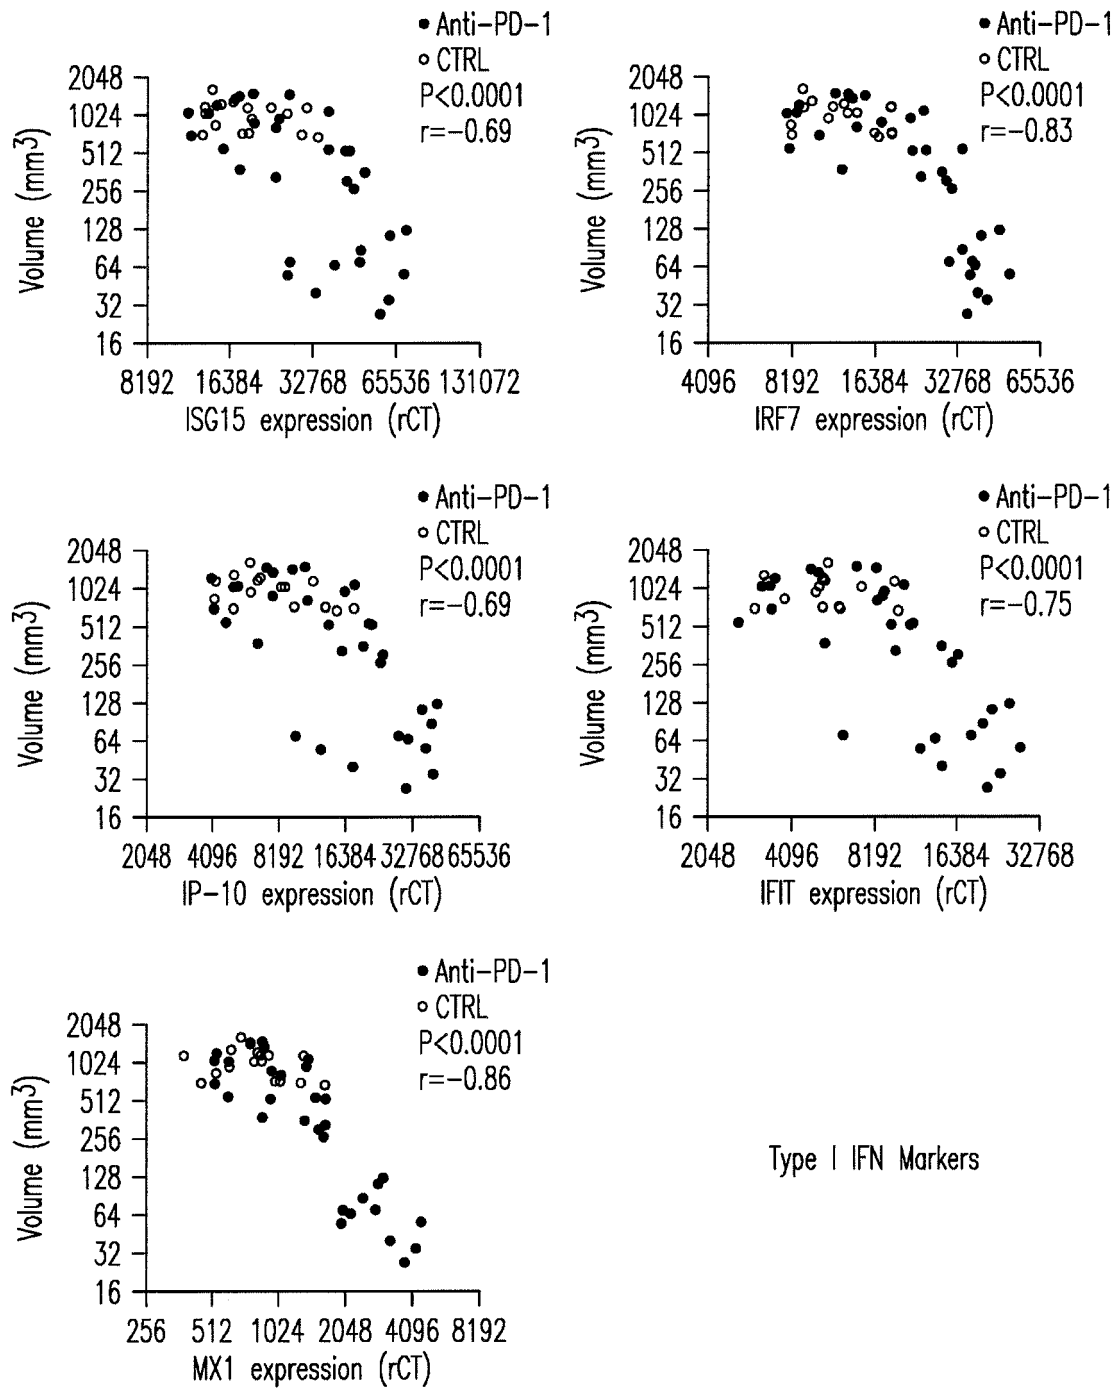 ● Anti-PD-1
○ CTRL
P<0.0001
r=-0.69
Volume (mm3)
2048
1024
512
256
128
64
32
16
8192 16384 32768 65536 131072
ISG15 expression (rCT)
● Anti-PD-1
○ CTRL
P<0.0001
r=-0.83
Volume (mm3)
2048
1024
512
256
128
64
32
16
4096 8192 16384 32768 65536
IRF7 expression (rCT)
● Anti-PD-1
○ CTRL
P<0.0001
r=-0.69
Volume (mm3)
2048
1024
512
256
128
64
32
16
2048 4096 8192 16384 32768 65536
IP-10 expression (rCT)
● Anti-PD-1
○ CTRL
P<0.0001
r=-0.75
Volume (mm3)
2048
1024
512
256
128
64
32
16
2048 4096 8192 16384 32768
IFIT expression (rCT)
● Anti-PD-1
○ CTRL
P<0.0001
r=-0.86
Volume (mm3)
2048
1024
512
256
128
64
32
16
256 512 1024 2048 4096 8192
MX1 expression (rCT)
Type I IFN Markers